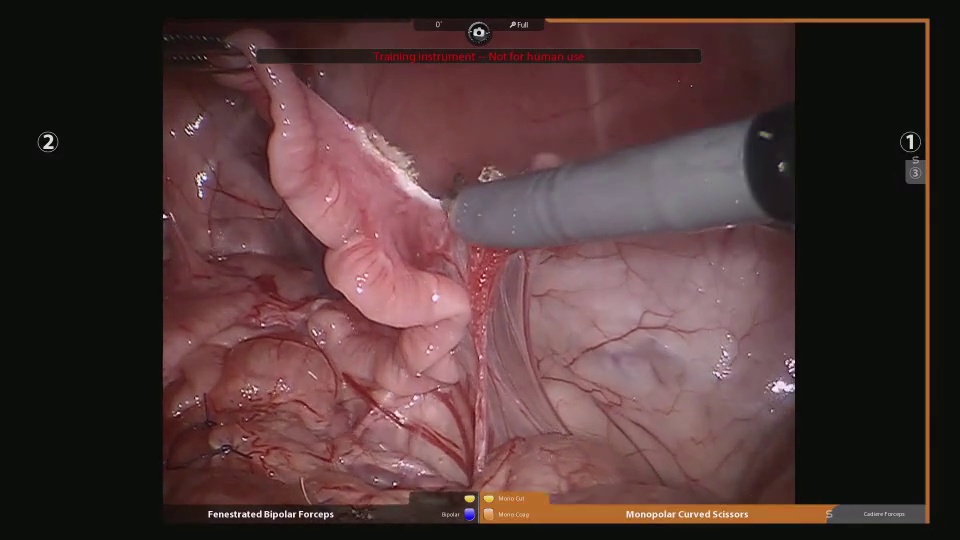 0°
Full
Training Instrument -- Not for human use
2
1
S
3
Mono Cut
Fenestrated Bipolar Forceps
Bipolar
Mono Coag
Monopolar Curved Scissors
S
Cadiere Forceps